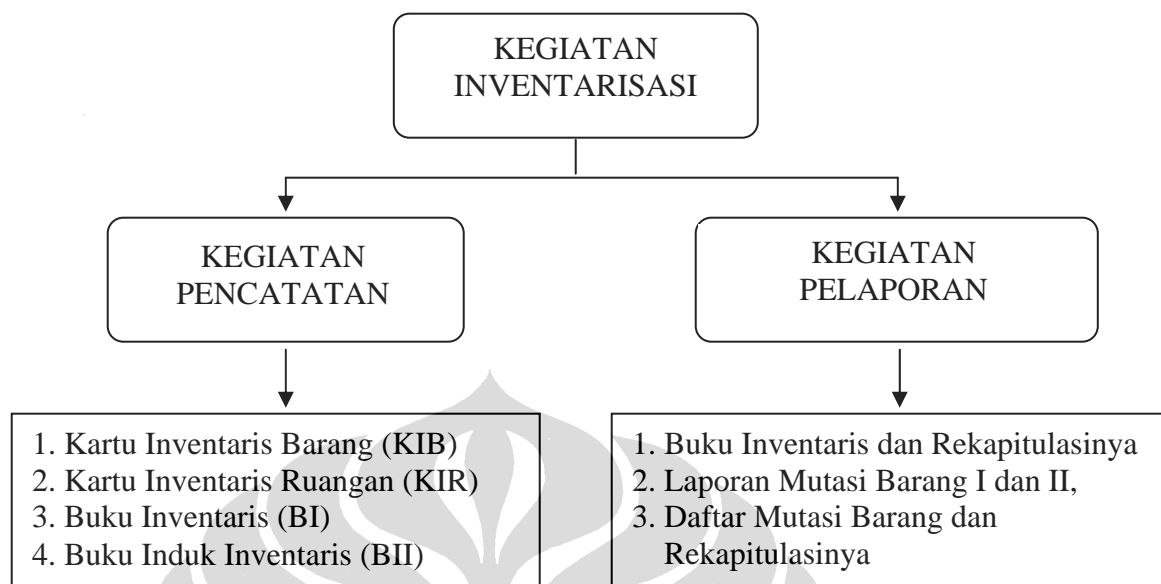 KEGIATAN
INVENTARISASI
KEGIATAN
PENCATATAN
KEGIATAN
PELAPORAN
1. Kartu Inventaris Barang (KIB)
2. Kartu Inventaris Ruangan (KIR)
3. Buku Inventaris (BI)
4. Buku Induk Inventaris (BII)
1. Buku Inventaris dan Rekapitulasinya
2. Laporan Mutasi Barang I dan II,
3. Daftar Mutasi Barang dan
Rekapitulasinya